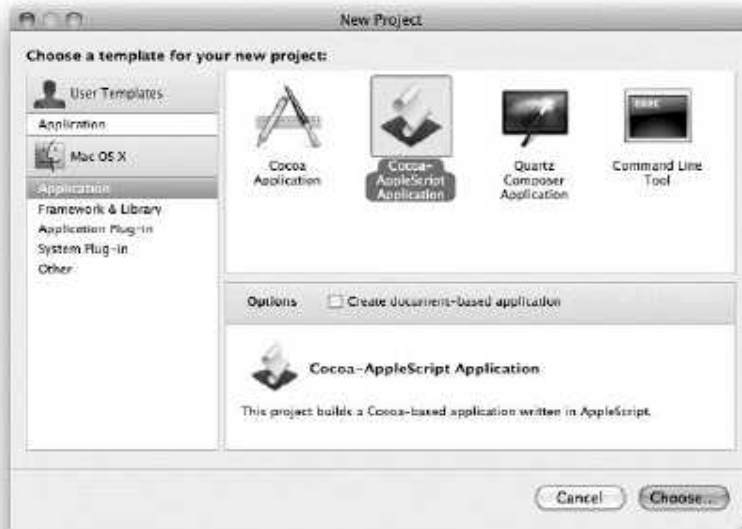 New Project
Choose a template for your new project:
User Templates
Application
Mac OS X
Application
Framework & Library
Application Plug-in
System Plug-in
Other
Cocoa
Application
Cocoa-
AppleScript
Application
Quartz
Composer
Application
Command Line
Tool
Options
Create document-based application
Cocoa-AppleScript Application
This project builds a Cocoa-based application written in AppleScript.
Cancel
Choose...